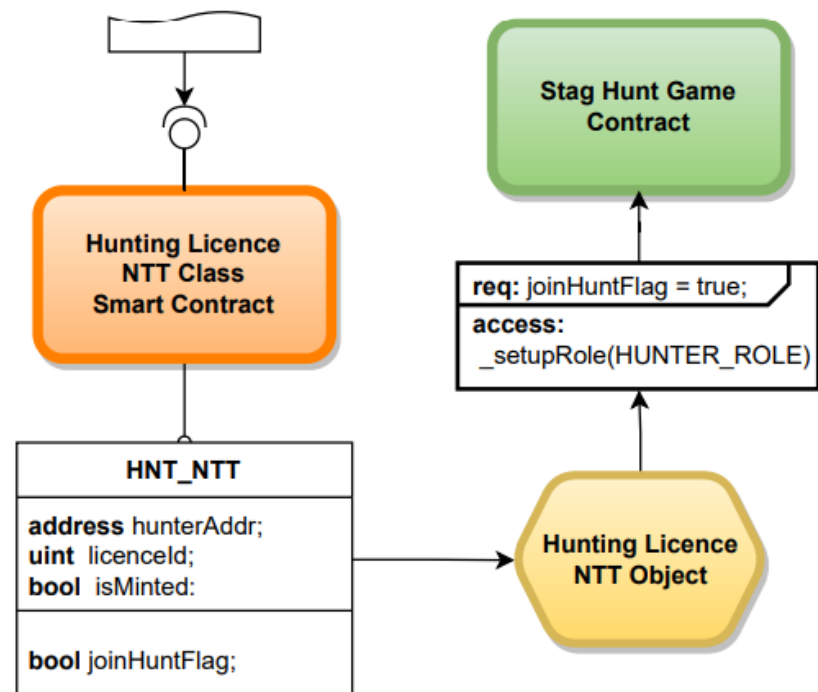 Hunting Licence
NTT Class
Smart Contract
HNT_NTT
address hunterAddr;
uint licenceId;
bool isMinted:
bool joinHuntFlag;
Hunting Licence
NTT Object
req: joinHuntFlag = true;
access:
_setupRole(HUNTER_ROLE)
Stag Hunt Game
Contract